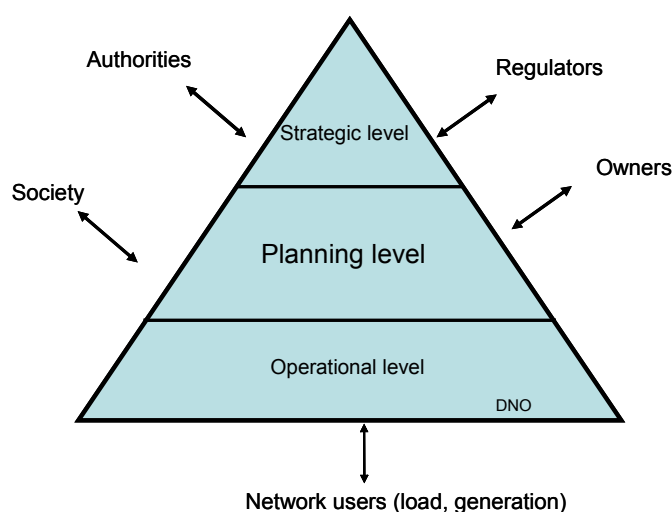 Authorities
Regulators
Strategic level
Owners
Society
Planning level
Operational level
DNO
Network users (load, generation)